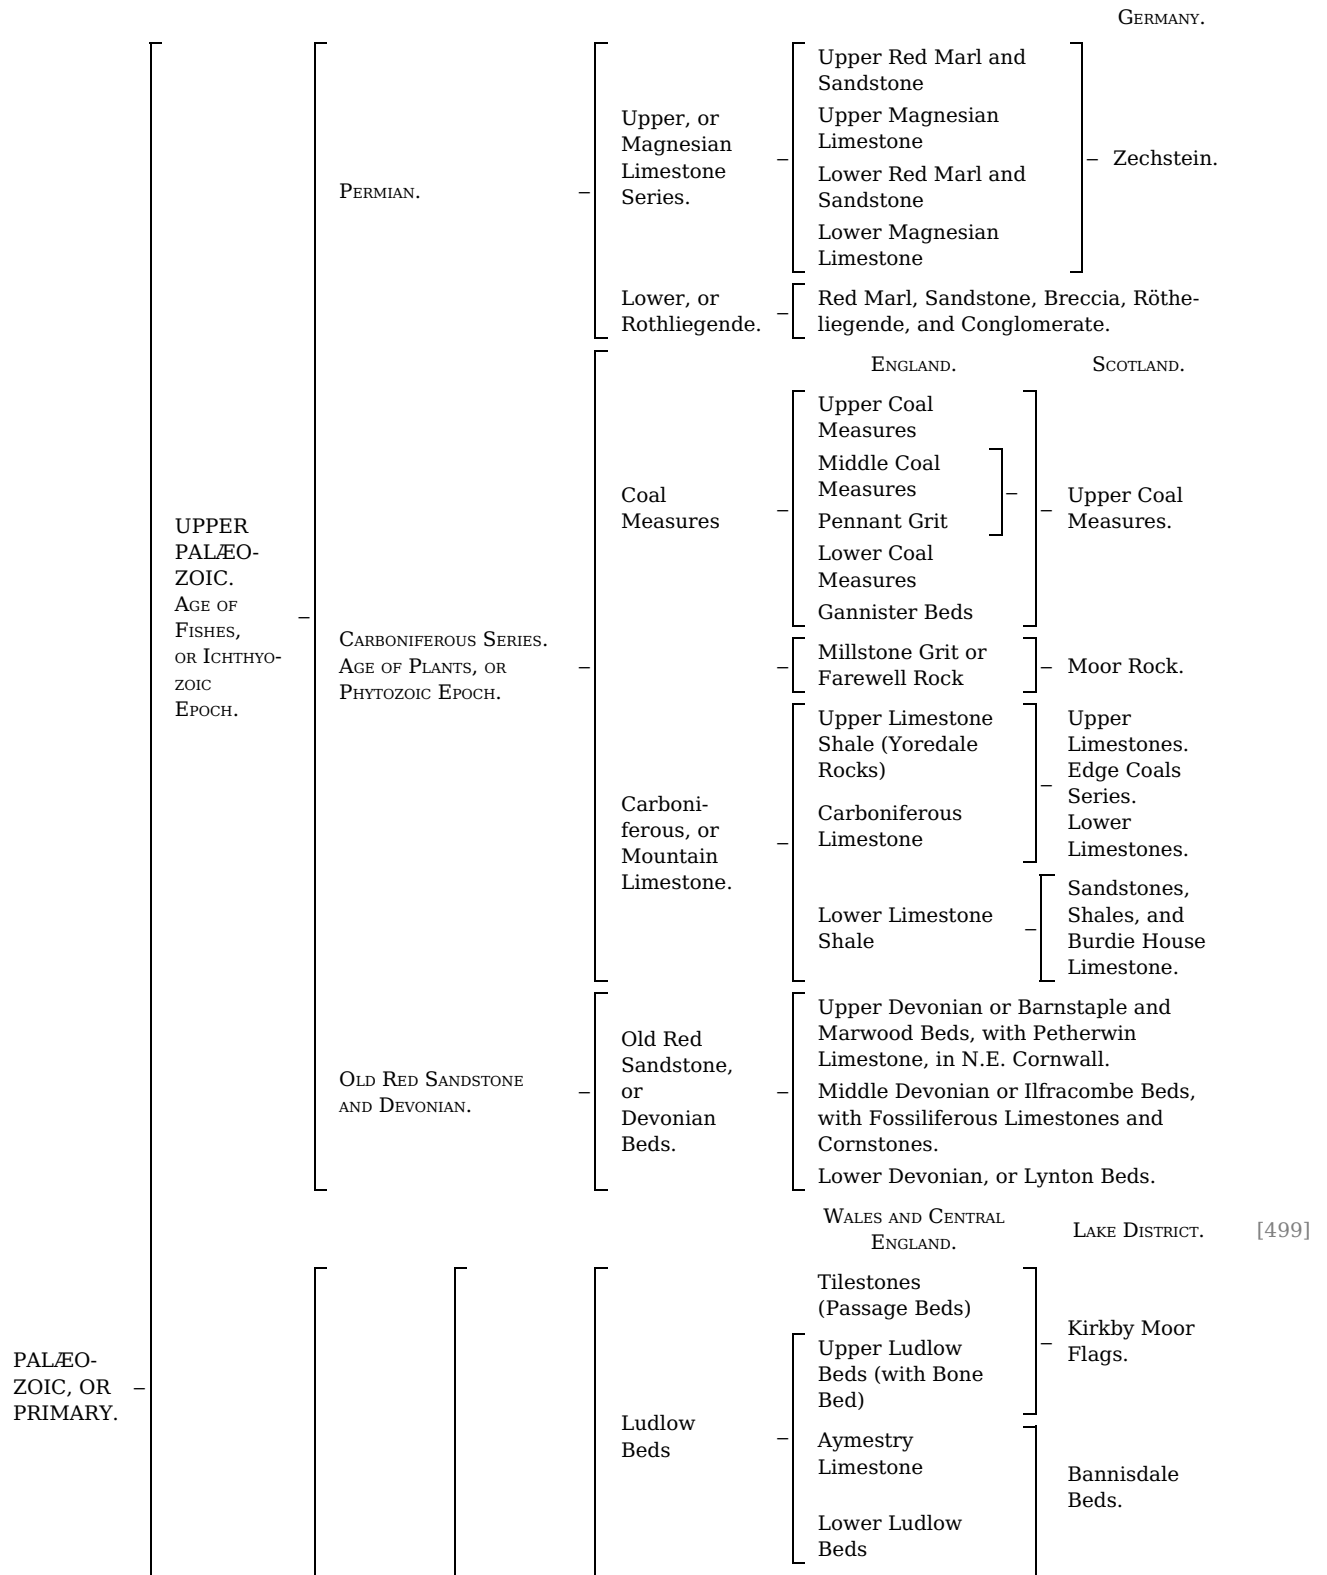 GERMANY.
Upper Red Marl and
Sandstone
Upper Magnesian
Limestone
Lower Red Marl and
Sandstone
Lower Magnesian
Limestone
– Zechstein.
Upper, or
Magnesian
Limestone
Series.
–
PERMIAN.
–
Lower, or
Rothliegende.
–
Red Marl, Sandstone, Breccia, Röthe-
liegende, and Conglomerate.
ENGLAND.
SCOTLAND.
Coal
Measures
–
Upper Coal
Measures
Middle Coal
Measures
Pennant Grit
–
Lower Coal
Measures
Gannister Beds
–
Upper Coal
Measures.
UPPER
PALÆO-
ZOIC.
AGE OF
FISHES,
OR ICHTHYO-
ZOIC
EPOCH.
–
CARBONIFEROUS SERIES.
AGE OF PLANTS, OR
PHYTOZOIC EPOCH.
–
–
Millstone Grit or
Farewell Rock
–
Moor Rock.
Carboni-
ferous, or
Mountain
Limestone.
–
Upper Limestone
Shale (Yoredale
Rocks)
Carboniferous
Limestone
–
Upper
Limestones.
Edge Coals
Series.
Lower
Limestones.
Lower Limestone
Shale
–
Sandstones,
Shales, and
Burdie House
Limestone.
OLD RED SANDSTONE
AND DEVONIAN.
–
Old Red
Sandstone,
or
Devonian
Beds.
–
Upper Devonian or Barnstaple and
Marwood Beds, with Petherwin
Limestone, in N.E. Cornwall.
Middle Devonian or Ilfracombe Beds,
with Fossiliferous Limestones and
Cornstones.
Lower Devonian, or Lynton Beds.
WALES AND CENTRAL
ENGLAND.
LAKE DISTRICT.
[499]
PALÆO-
ZOIC, OR
PRIMARY.
–
Ludlow
Beds
–
Tilestones
(Passage Beds)
Upper Ludlow
Beds (with Bone
Bed)
–
Kirkby Moor
Flags.
Aymestry
Limestone
Lower Ludlow
Beds
Bannisdale
Beds.